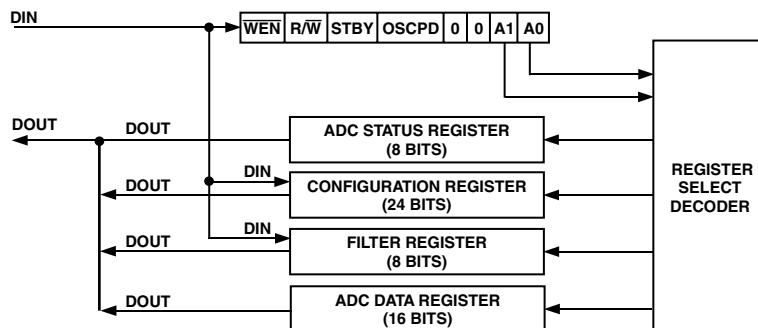 DIN
WEN R/W STBY OSCPD 0 0 A1 A0
DOUT
DOUT
ADC STATUS REGISTER
(8 BITS)
DOUT
DIN
CONFIGURATION REGISTER
(24 BITS)
DOUT
DIN
FILTER REGISTER
(8 BITS)
DOUT
ADC DATA REGISTER
(16 BITS)
REGISTER
SELECT
DECODER